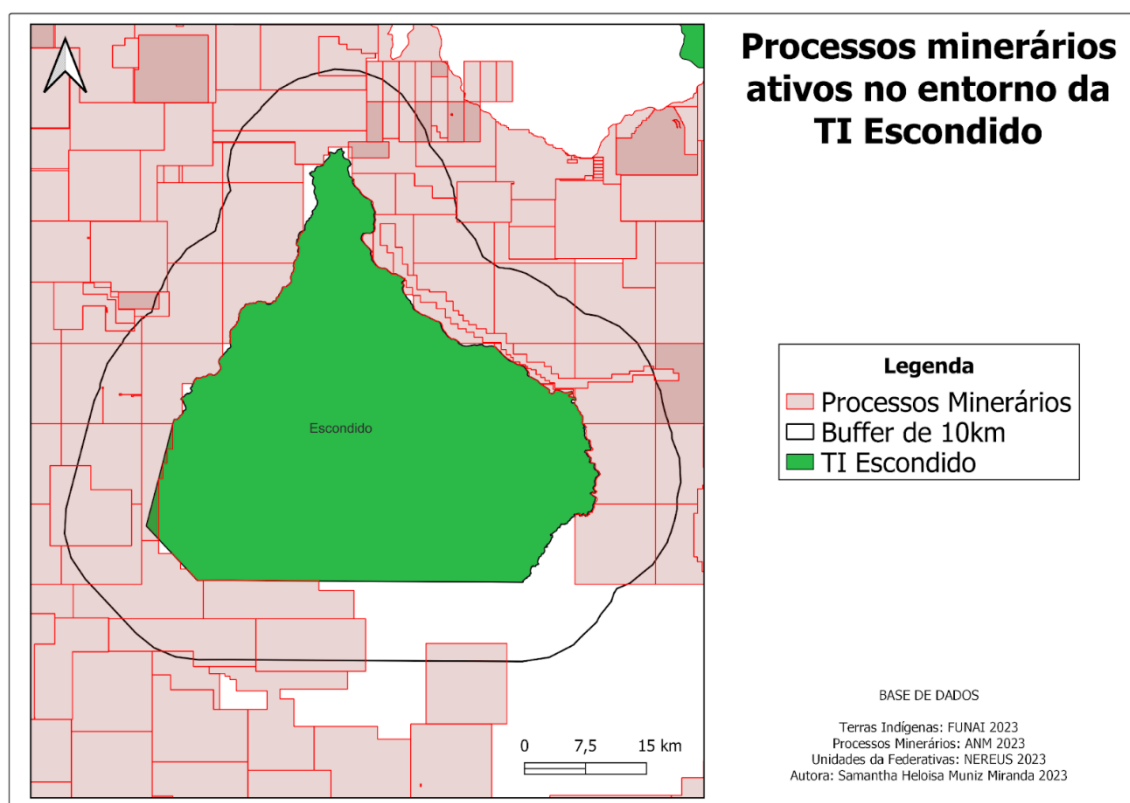 Processos minerários
ativos no entorno da
TI Escondido
Escondido
Legenda
Processos Minerários
Buffer de 10km
TI Escondido
0 7,5 15 km
BASE DE DADOS
Terras Indígenas: FUNAI 2023
Processos Minerários: ANM 2023
Unidades da Federativas: NEREUS 2023
Autora: Samantha Heloisa Muniz Miranda 2023